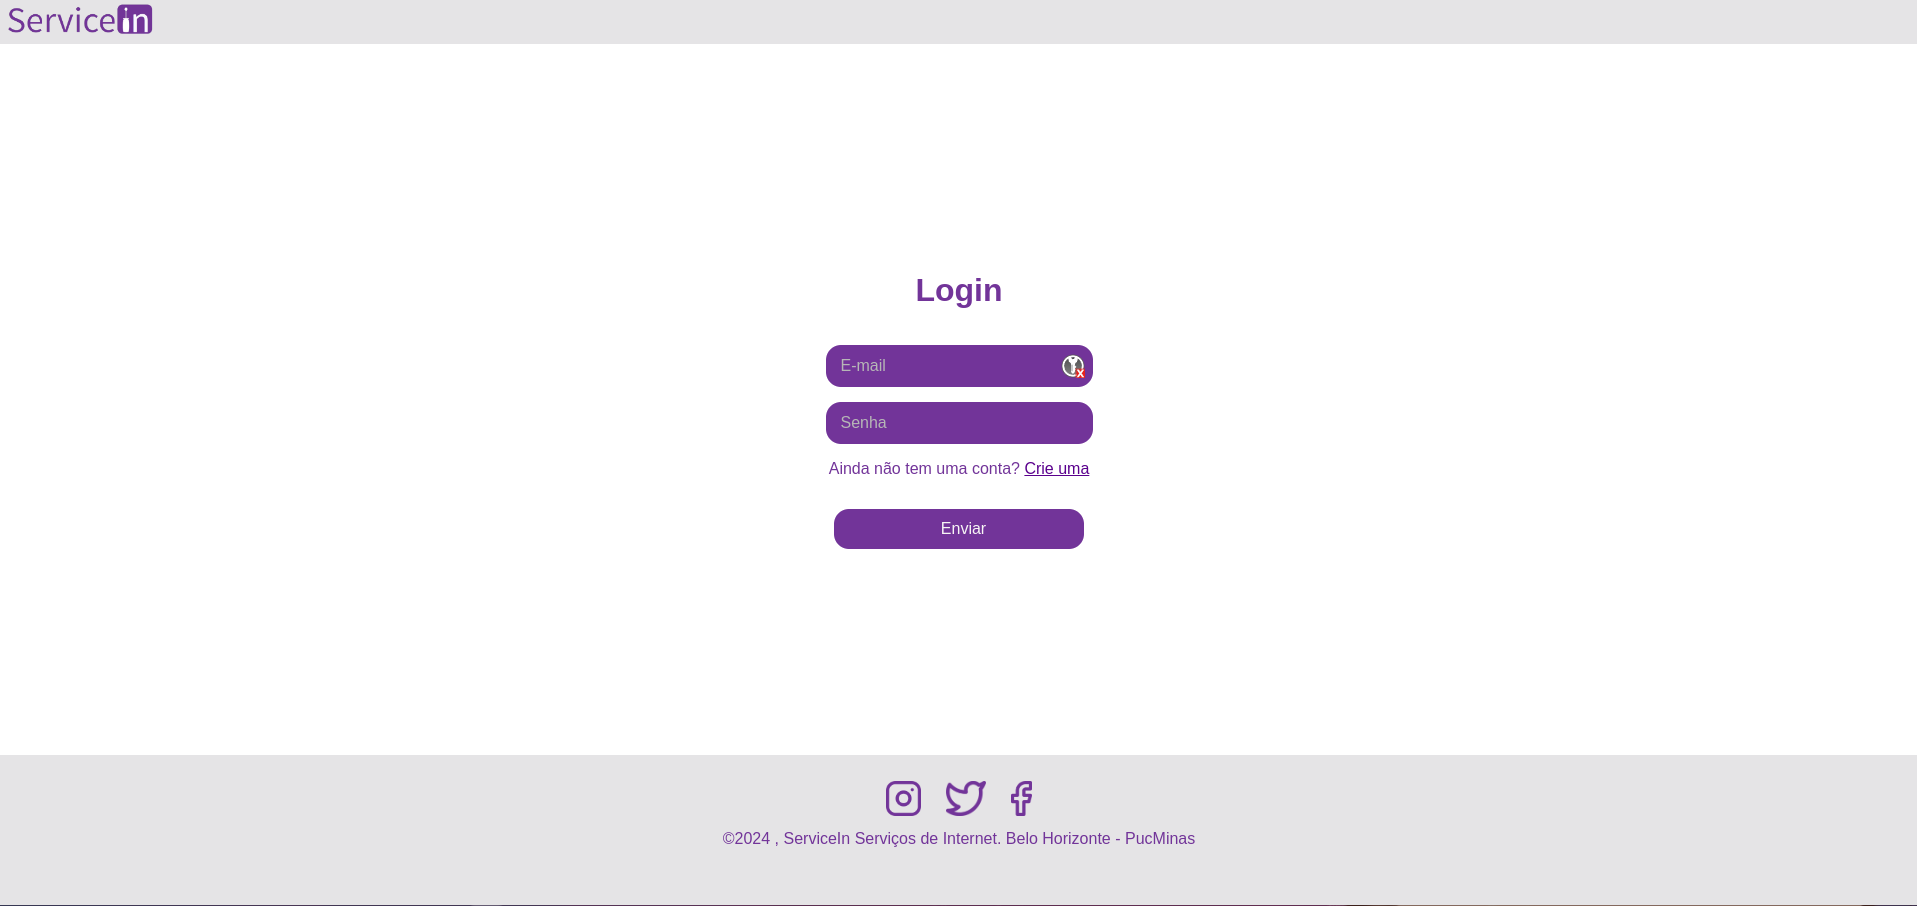 ServiceIn
Login
E-mail
Senha
Ainda não tem uma conta? Crie uma
Enviar
©2024 , ServiceIn Serviços de Internet. Belo Horizonte - PucMinas